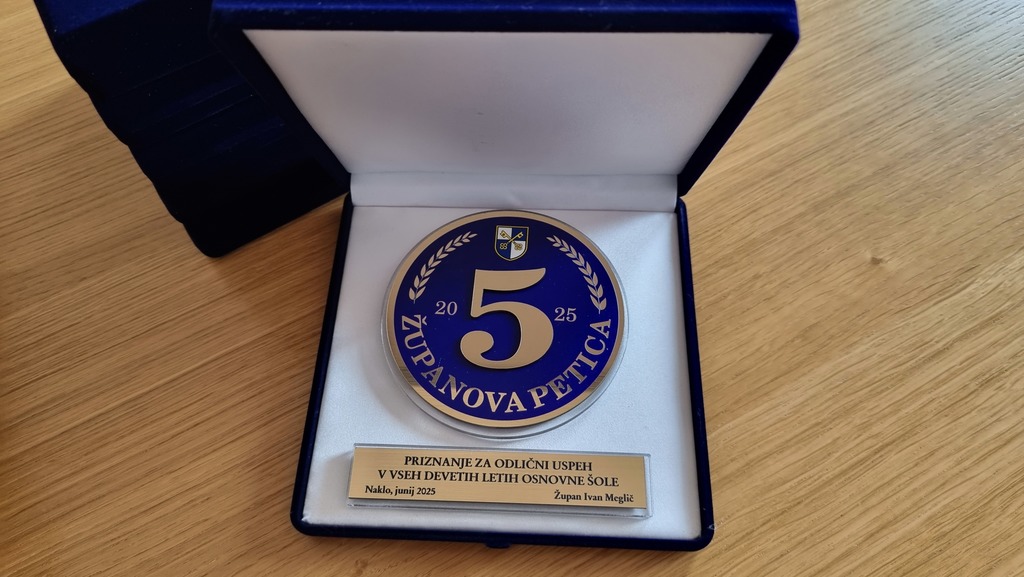 20 5 25
ŽUPANOVA PETICA
PRIZNANJE ZA ODLIČNI USPEH
V VSEH DEVETIH LETIH OSNOVNE ŠOLE
Naklo, junij 2025 Župan Ivan Meglič